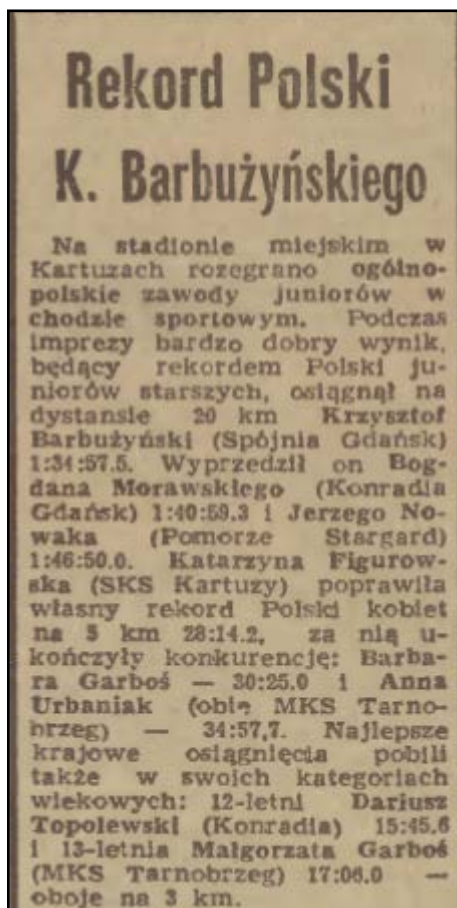 Rekord Polski
K. Barbużyńskiego
Na stadionie miejskim w
Kartuzach rozegrano ogólno-
polskie zawody juniorów w
chodzie sportowym. Podczas
imprezy bardzo dobry wynik,
będący rekordem Polski ju-
niorów starszych, osiągnął na
dystansie 20 km Krzysztof
Barbużyński (Spójnia Gdańsk)
1:34:57.5. Wyprzedził on Bog-
dana Morawskiego (Konradia
Gdańsk) 1:40:59.3 i Jerzego No-
waka (Pomorze Stargard)
1:46:50.0. Katarzyna Figurow-
ska (SKS Kartuzy) poprawiła
własny rekord Polski kobiet
na 5 km 28:14.2, za nią u-
kończyły konkurencję: Barba-
ra Garboś — 30:25.0 i Anna
Urbaniak (obie MKS Tarno-
brzeg) — 34:57,7. Najlepsze
krajowe osiągnięcia pobili
także w swoich kategoriach
wiekowych: 12-letni Dariusz
Topolewski (Konradia) 15:45.6
i 13-letnia Małgorzata Garboś
(MKS Tarnobrzeg) 17:06.0 —
oboje na 3 km.